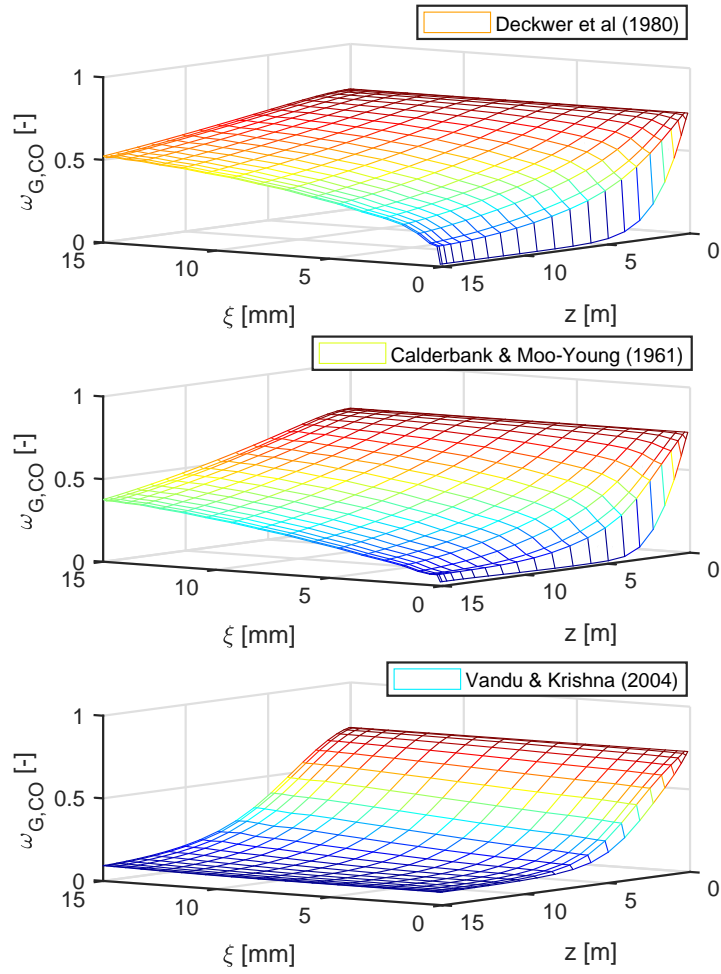 Deckwer et al (1980)
1
0.5
0
ω_G,CO [-]
15
10
5
0
ξ [mm]
15
10
5
0
z [m]
Calderbank & Moo-Young (1961)
1
0.5
0
ω_G,CO [-]
15
10
5
0
ξ [mm]
15
10
5
0
z [m]
Vandu & Krishna (2004)
1
0.5
0
ω_G,CO [-]
15
10
5
0
ξ [mm]
15
10
5
0
z [m]